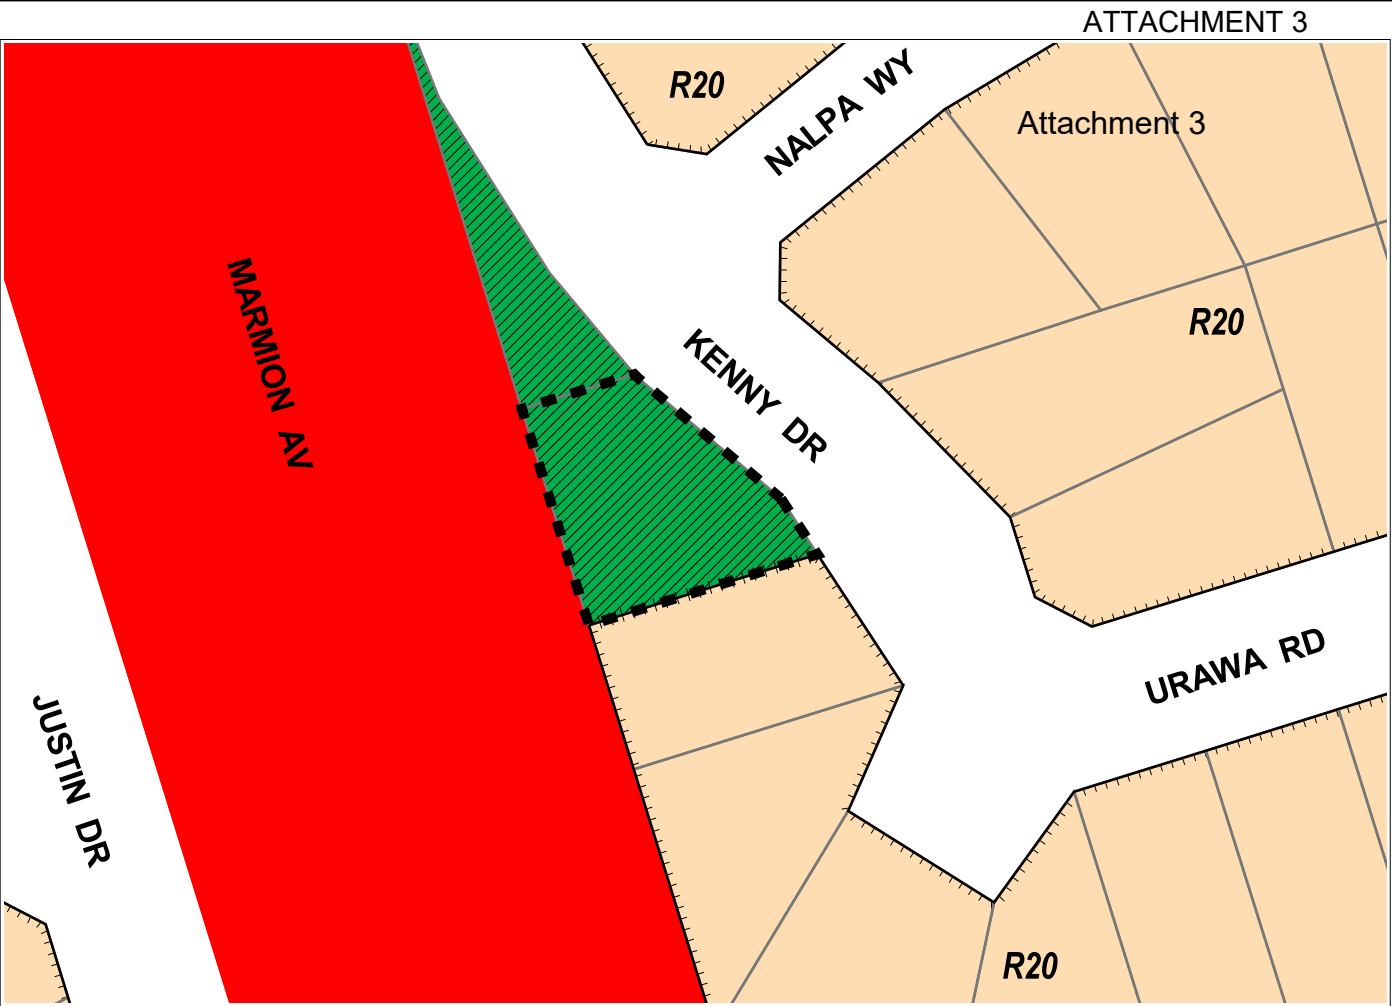 ATTACHMENT 3
R20
NALPA WY
Attachment 3
MARMION AV
R20
KENNY DR
URAWA RD
JUSTIN DR
R20